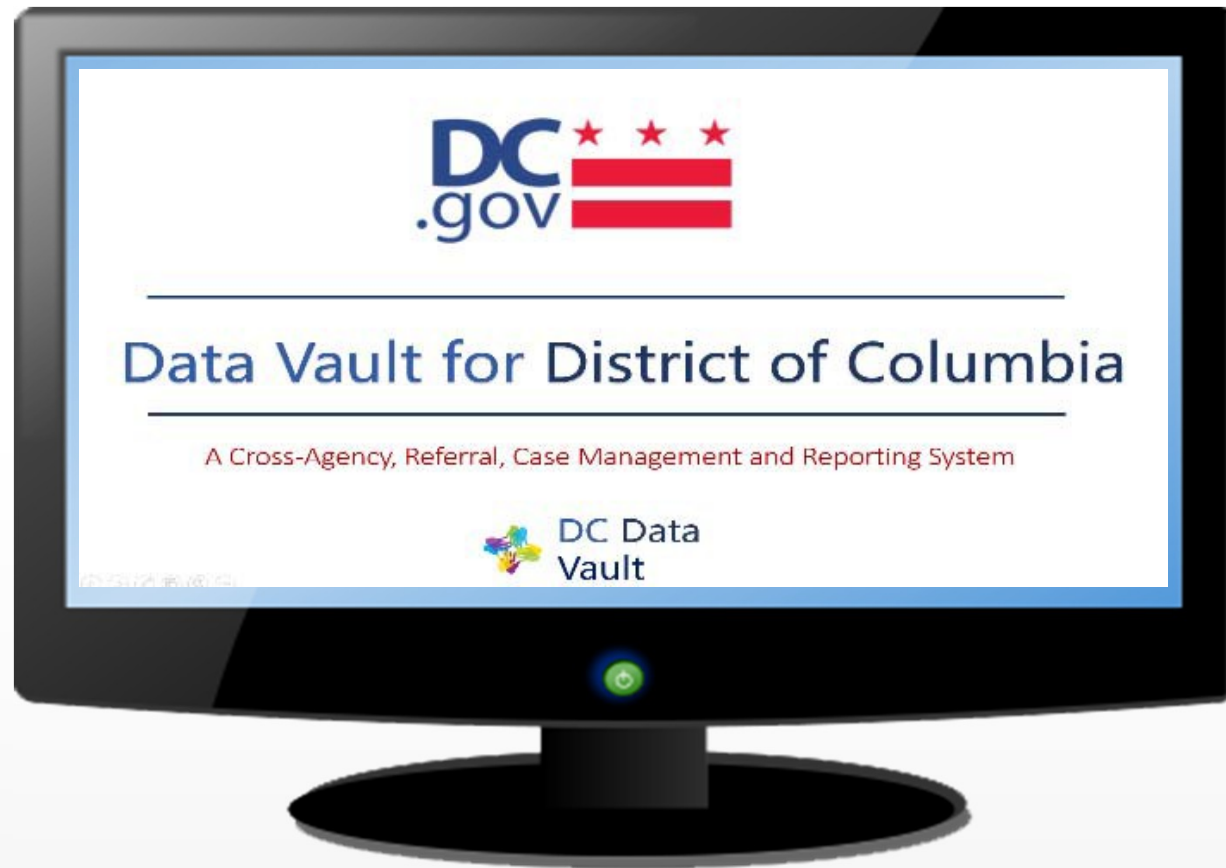 DC
.gov
Data Vault for District of Columbia
A Cross-Agency, Referral, Case Management and Reporting System
DC Data
Vault